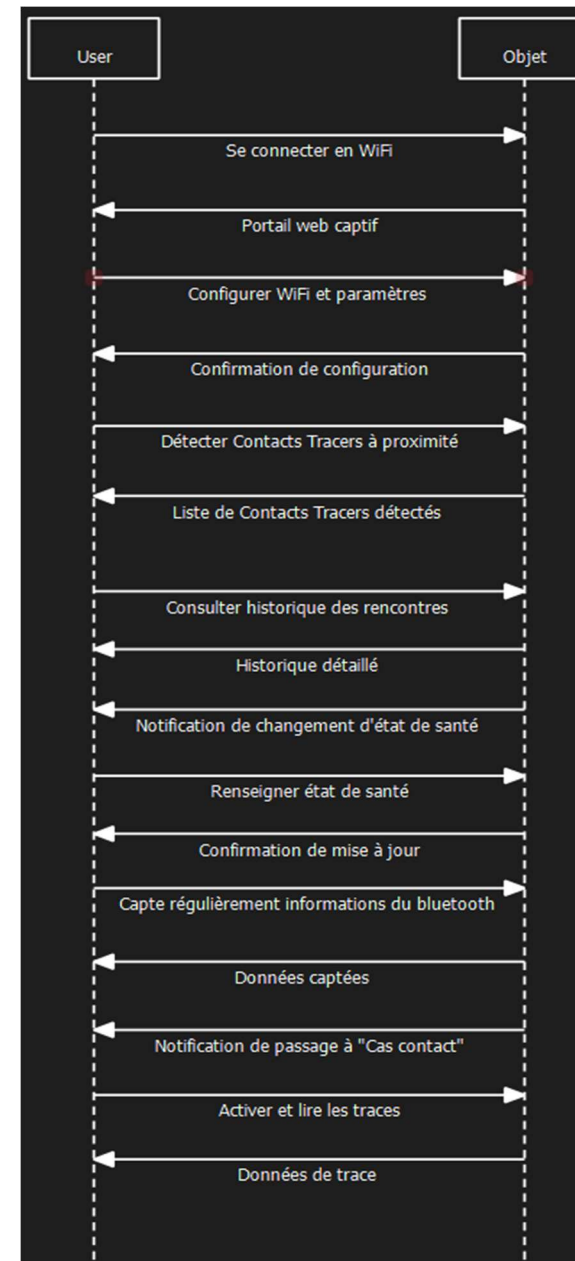 User
Objet
Se connecter en WiFi
Portail web captif
Configurer WiFi et paramètres
Confirmation de configuration
Détecter Contacts Tracers à proximité
Liste de Contacts Tracers détectés
Consulter historique des rencontres
Historique détaillé
Notification de changement d'état de santé
Renseigner état de santé
Confirmation de mise à jour
Capte régulièrement informations du bluetooth
Données captées
Notification de passage à "Cas contact"
Activer et lire les traces
Données de trace